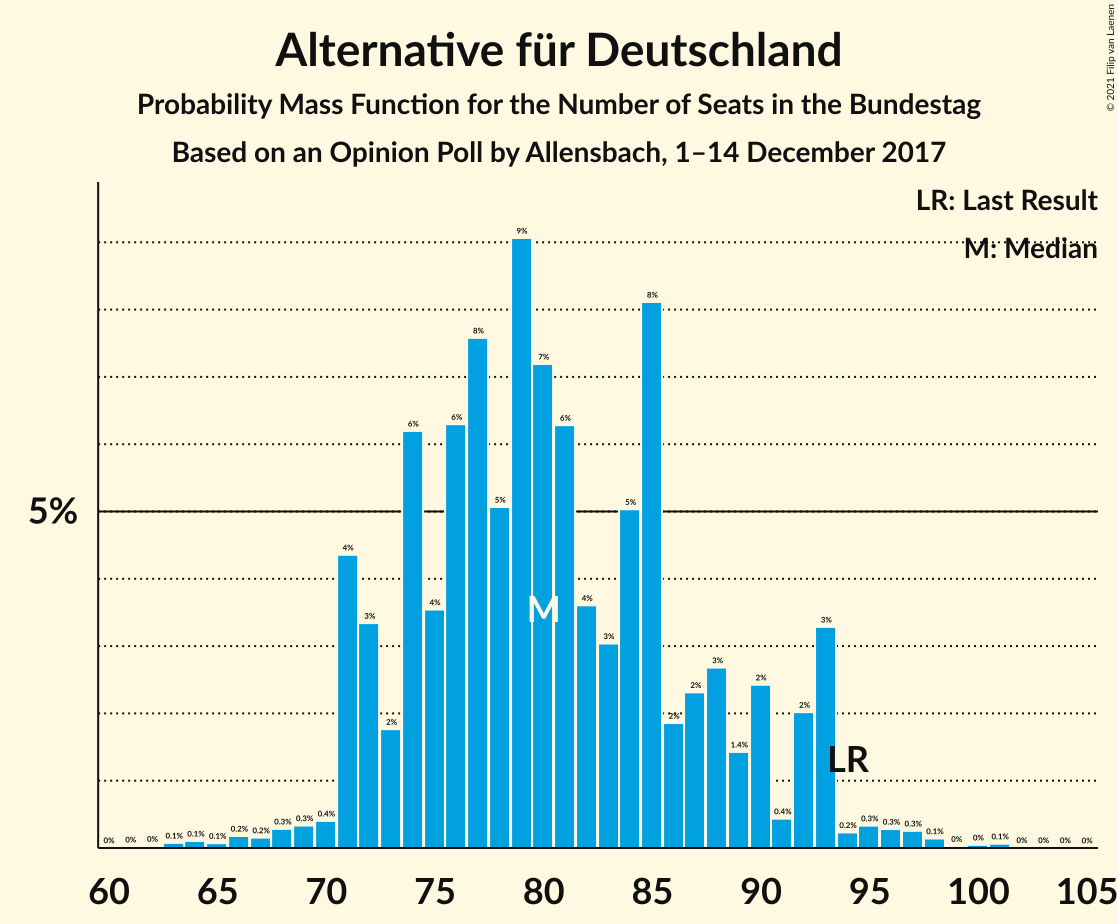 Alternative für Deutschland
Probability Mass Function for the Number of Seats in the Bundestag
Based on an Opinion Poll by Allensbach, 1–14 December 2017
© 2021 Filip van Laenen
LR: Last Result
M: Median
5%
0% 0% 0% 0.1% 0.1% 0.1% 0.2% 0.2% 0.3% 0.3% 0.4% 4% 3% 2% 6% 4% 6% 8% 5% 9% 7% 6% 4% 3% 5% 8% 2% 2% 3% 1.4% 2% 0.4% 2% 3% 0.2% 0.3% 0.3% 0.3% 0.1% 0% 0% 0.1% 0% 0% 0% 0%
M
LR
60 65 70 75 80 85 90 95 100 105